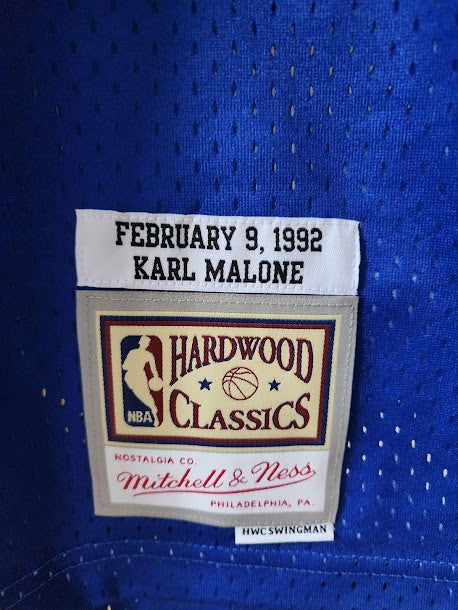 FEBRUARY 9, 1992
KARL MALONE
HARDWOOD
NBA
CLASSICS
NOSTALGIA CO.
Mitchell & Ness
PHILADELPHIA, PA.
HWC SWINGMAN